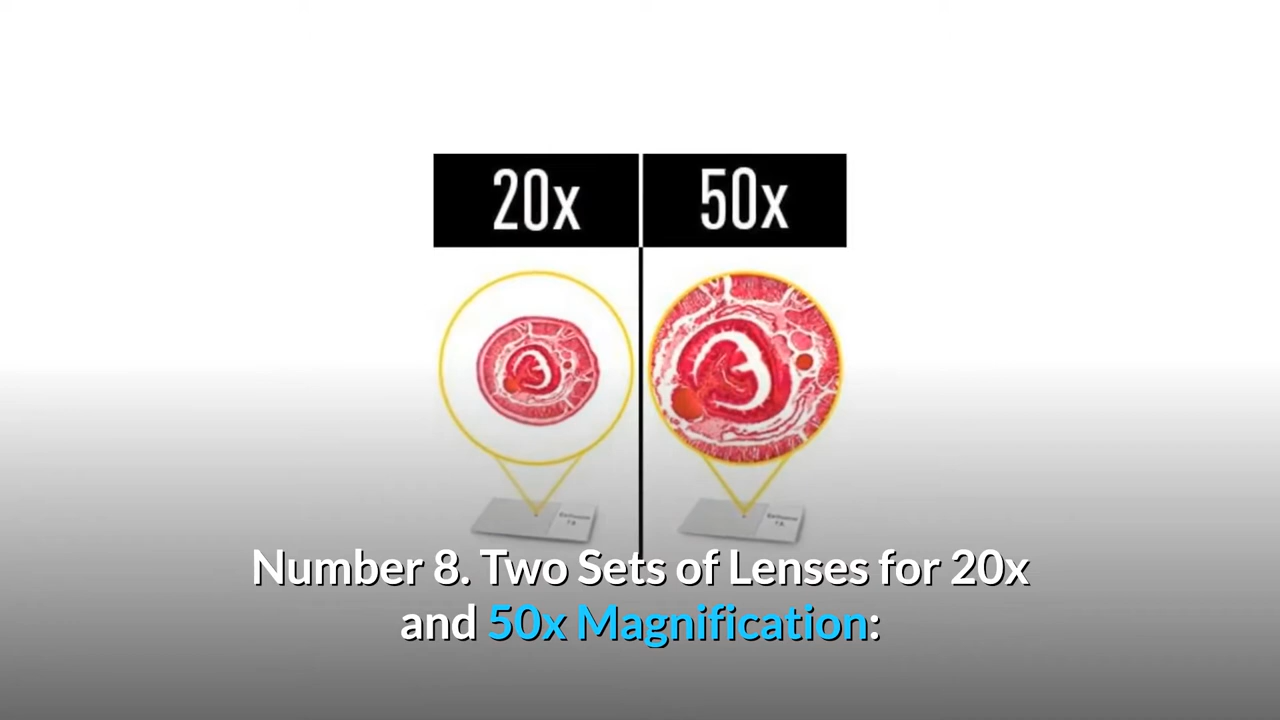 20x 50x
Number 8. Two Sets of Lenses for 20x
and 50x Magnification: